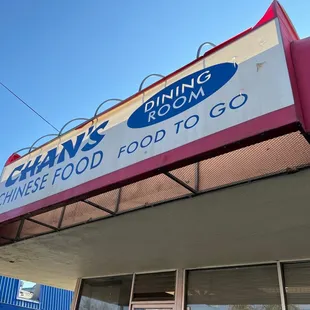 CHAN'S
CHINESE FOOD
DINING
ROOM
FOOD TO GO